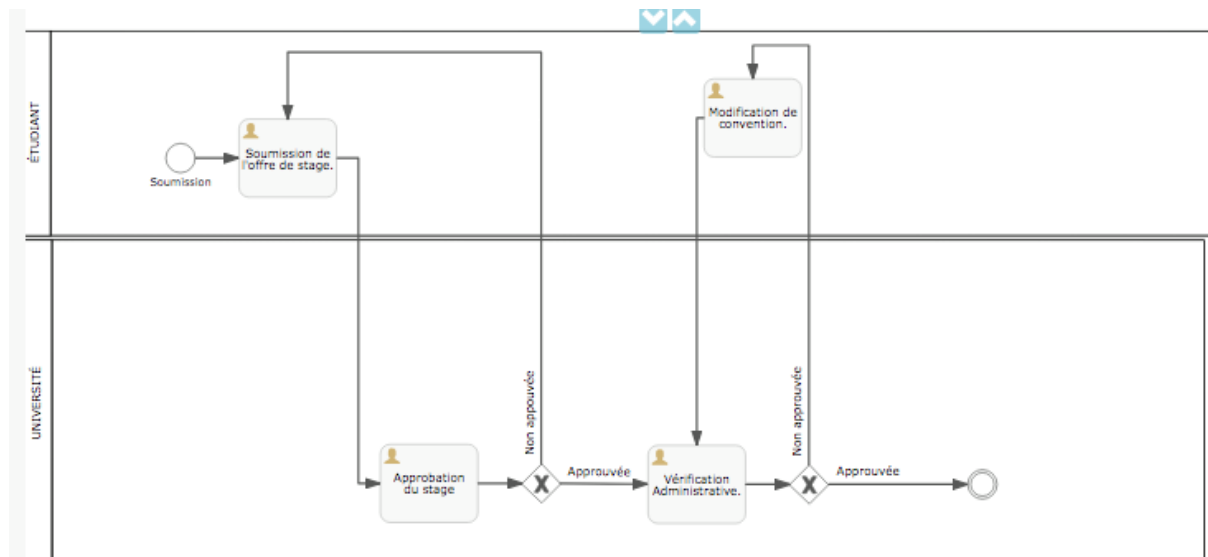 ÉTUDIANT
Soumission
Soumission de
l'offre de stage.
Modification de
convention.
UNIVERSITÉ
Approbation
du stage
Non appouvée
Approuvée
Vérification
Administrative.
Non approuvée
Approuvée